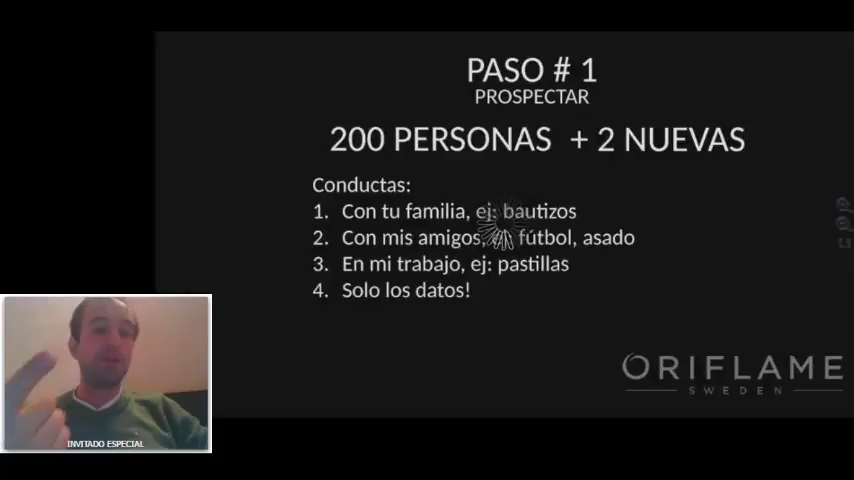 PASO # 1
PROSPECTAR
200 PERSONAS + 2 NUEVAS
Conductas:
1. Con tu familia, ej: bautizos
2. Con mis amigos, fútbol, asado
3. En mi trabajo, ej: pastillas
4. Solo los datos!
ORIFLAME
SWEDEN
INVITADO ESPECIAL